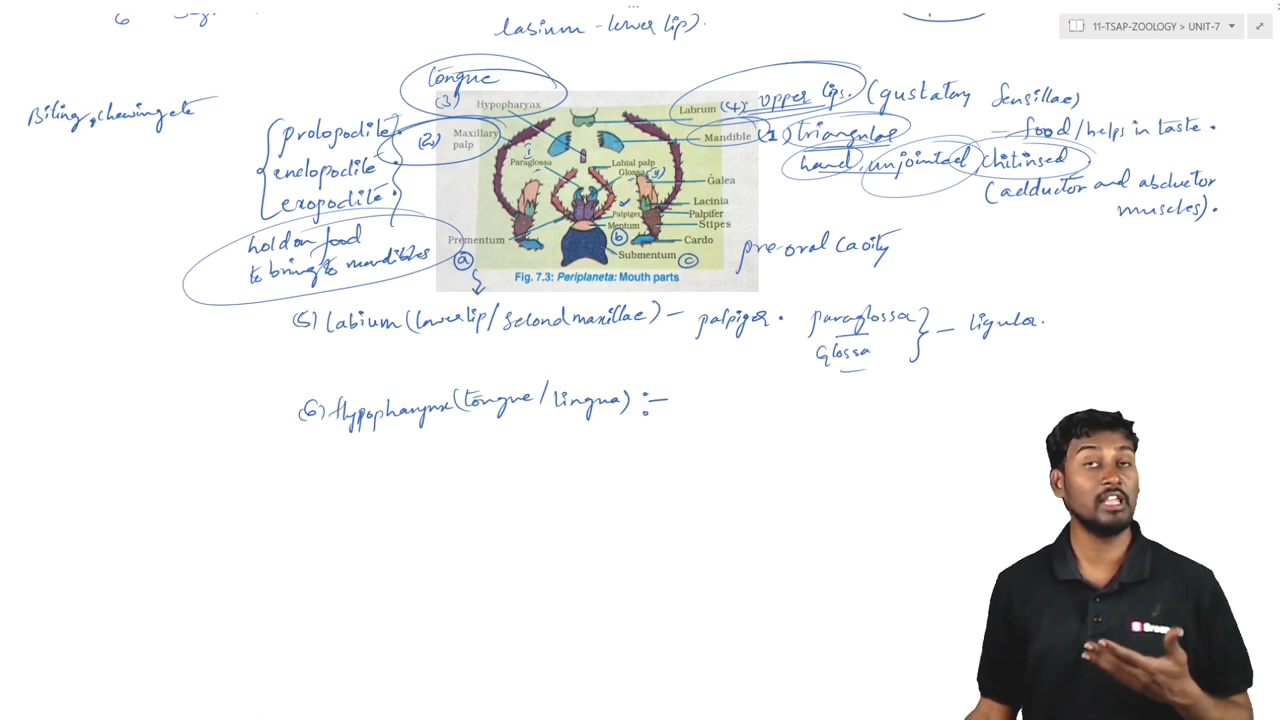 6
labium - lower lip).
11-TSAP-ZOOLOGY > UNIT-7
Biting, chewing etc
tongue
(3)
Hypopharynx
Labrum (4) upper lips. (gustatory Sensillae)
- food/helps in taste.
protopodite
endopodite
exopodite
(2) Maxillary palp
Mandible (1) triangular
hard, unjointed, chitinsed
(adductor and abductor
muscles).
Paraglossa
Labial palp
Glossa (y)
Galea
Lacinia
Palpiger
Palpifer
Mentum (b)
Stipes
Prementum
(a)
Cardo
Submentum (c)
hold on food
to bring to mandibles
pre-oral cavity
Fig. 7.3: Periplaneta: Mouth parts
(5) Labium (lower lip / Second maxillae) - palpiger. paraglossa
Glossa
} - ligula.
(6) Hypopharynx (tongue / lingua) :-